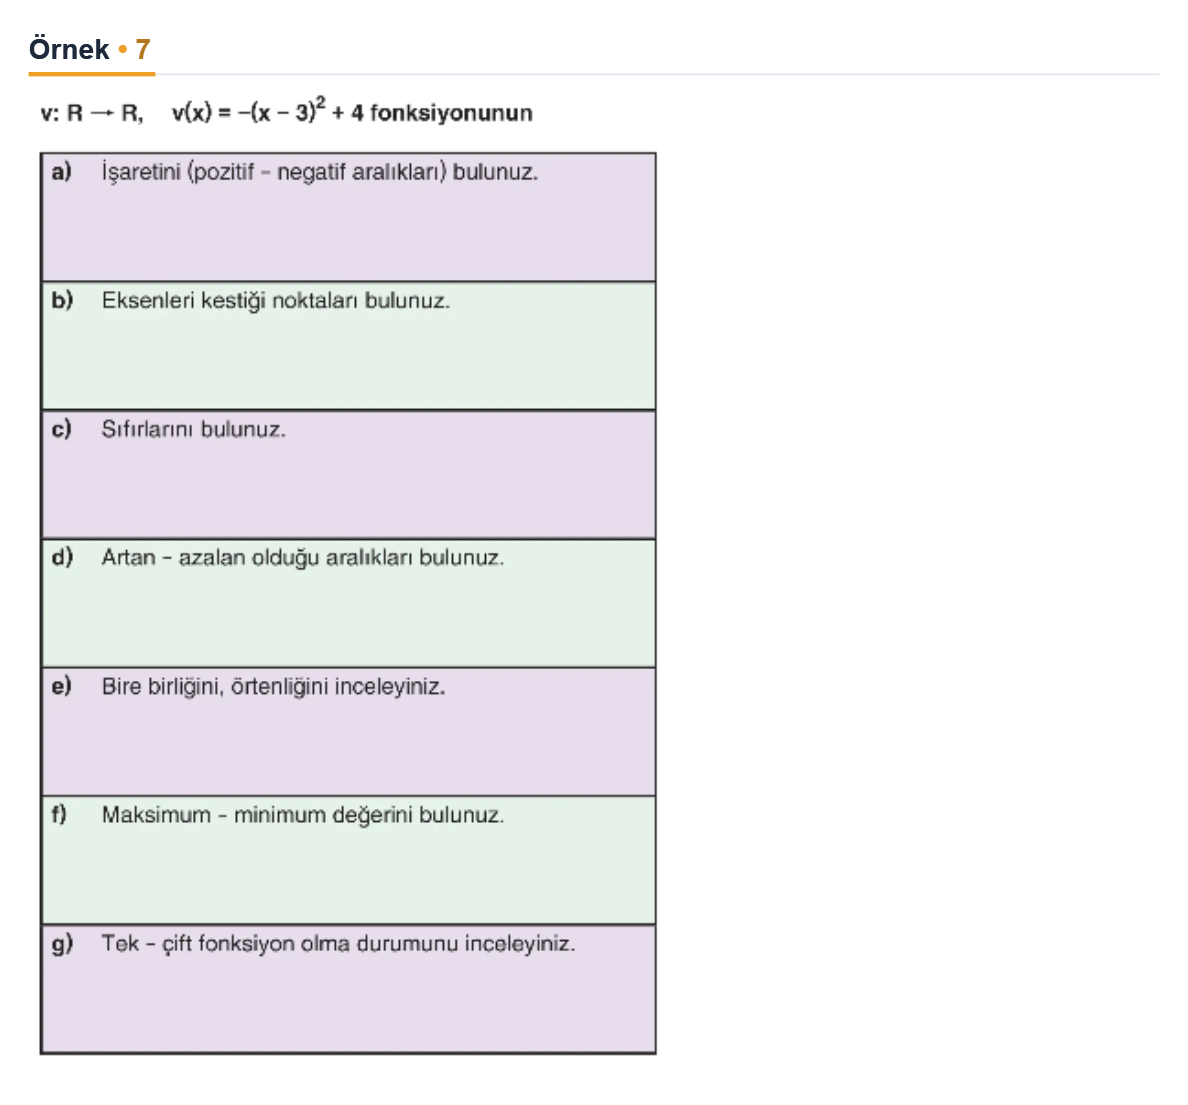 Örnek • 7
v: R → R, v(x) = –(x – 3)² + 4 fonksiyonunun
a) İşaretini (pozitif – negatif aralıkları) bulunuz.
b) Eksenleri kestiği noktaları bulunuz.
c) Sıfırlarını bulunuz.
d) Artan – azalan olduğu aralıkları bulunuz.
e) Bire birliğini, örtenliğini inceleyiniz.
f) Maksimum – minimum değerini bulunuz.
g) Tek – çift fonksiyon olma durumunu inceleyiniz.